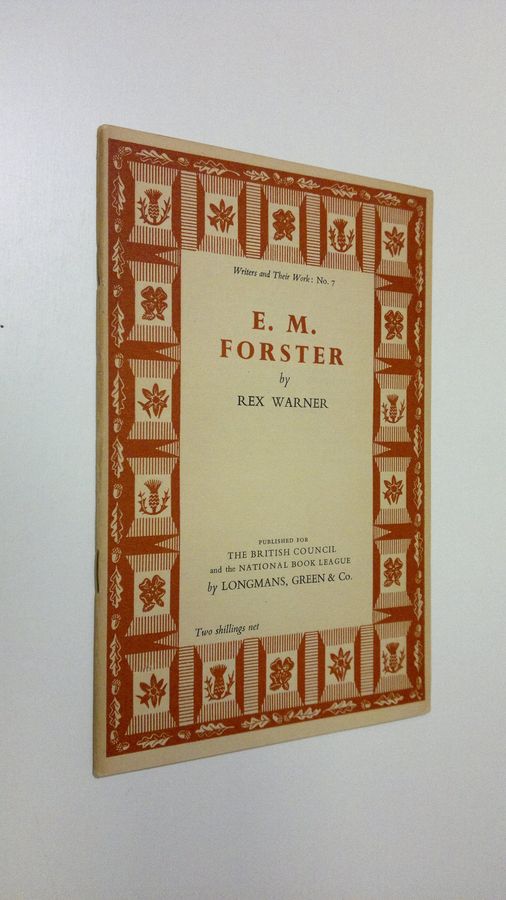 Writers and Their Work: No. 7
E. M.
FORSTER
by
REX WARNER
PUBLISHED FOR
THE BRITISH COUNCIL
and the NATIONAL BOOK LEAGUE
by LONGMANS, GREEN & Co.
Two shillings net